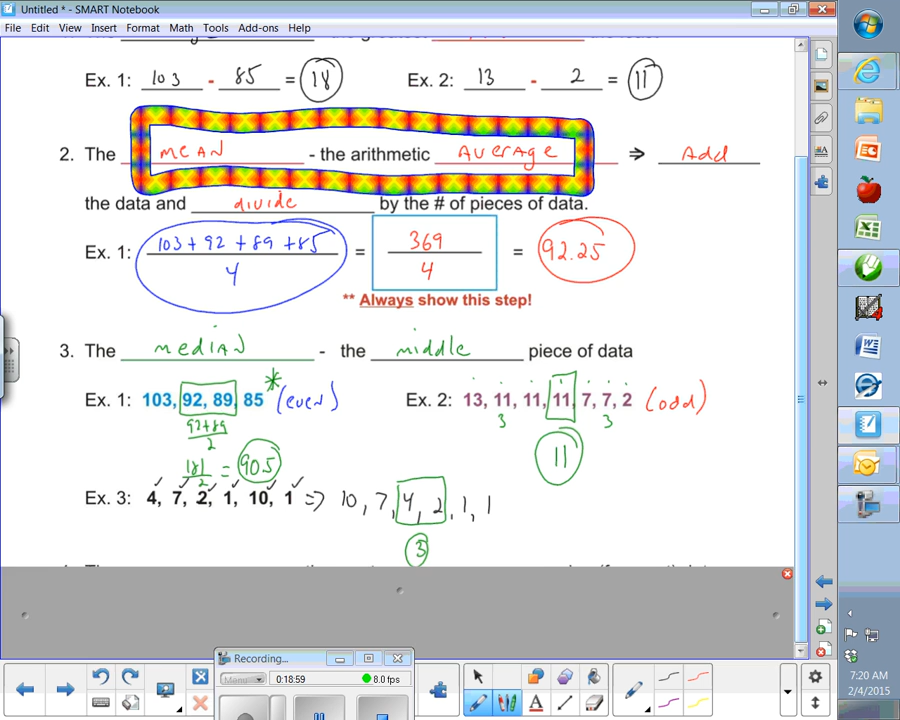 Untitled * - SMART Notebook
File Edit View Insert Format Math Tools Add-ons Help
Ex. 1: 103 - 85 = 18 Ex. 2: 13 - 2 = 11
2. The MEAN - the arithmetic AVERAGE ⇒ Add
the data and divide by the # of pieces of data.
Ex. 1: 103+92+89+85 / 4 = 369 / 4 = 92.25
** Always show this step!
3. The mediAN - the middle piece of data
Ex. 1: 103, 92, 89, 85 * (even) Ex. 2: 13, 11, 11, 11, 7, 7, 2 (odd)
92+89 / 2 3 3
181 / 2 = 90.5 11
Ex. 3: 4, 7, 2, 1, 10, 1 => 10, 7, 4, 2, 1, 1
3
Recording...
Menu 0:18:59 8.0 fps
7:20 AM
2/4/2015